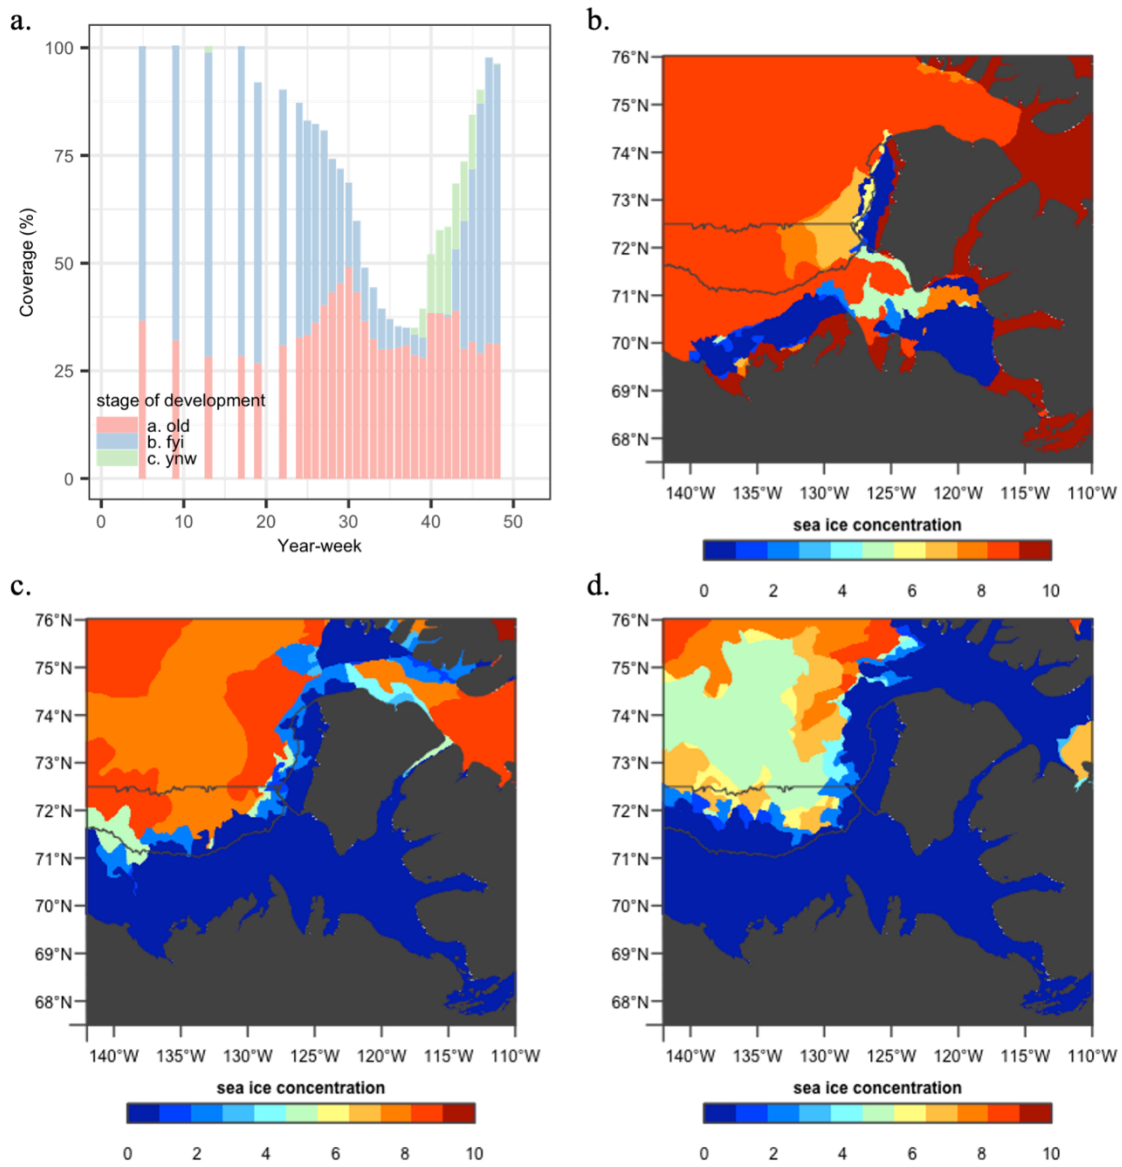 a.
100
75
50
25
0
Coverage (%)
stage of development
a. old
b. fyi
c. ynw
0 10 20 30 40 50
Year-week
b.
76°N
75°N
74°N
73°N
72°N
71°N
70°N
69°N
68°N
140°W 135°W 130°W 125°W 120°W 115°W 110°W
sea ice concentration
0 2 4 6 8 10
c.
76°N
75°N
74°N
73°N
72°N
71°N
70°N
69°N
68°N
140°W 135°W 130°W 125°W 120°W 115°W 110°W
sea ice concentration
0 2 4 6 8 10
d.
76°N
75°N
74°N
73°N
72°N
71°N
70°N
69°N
68°N
140°W 135°W 130°W 125°W 120°W 115°W 110°W
sea ice concentration
0 2 4 6 8 10